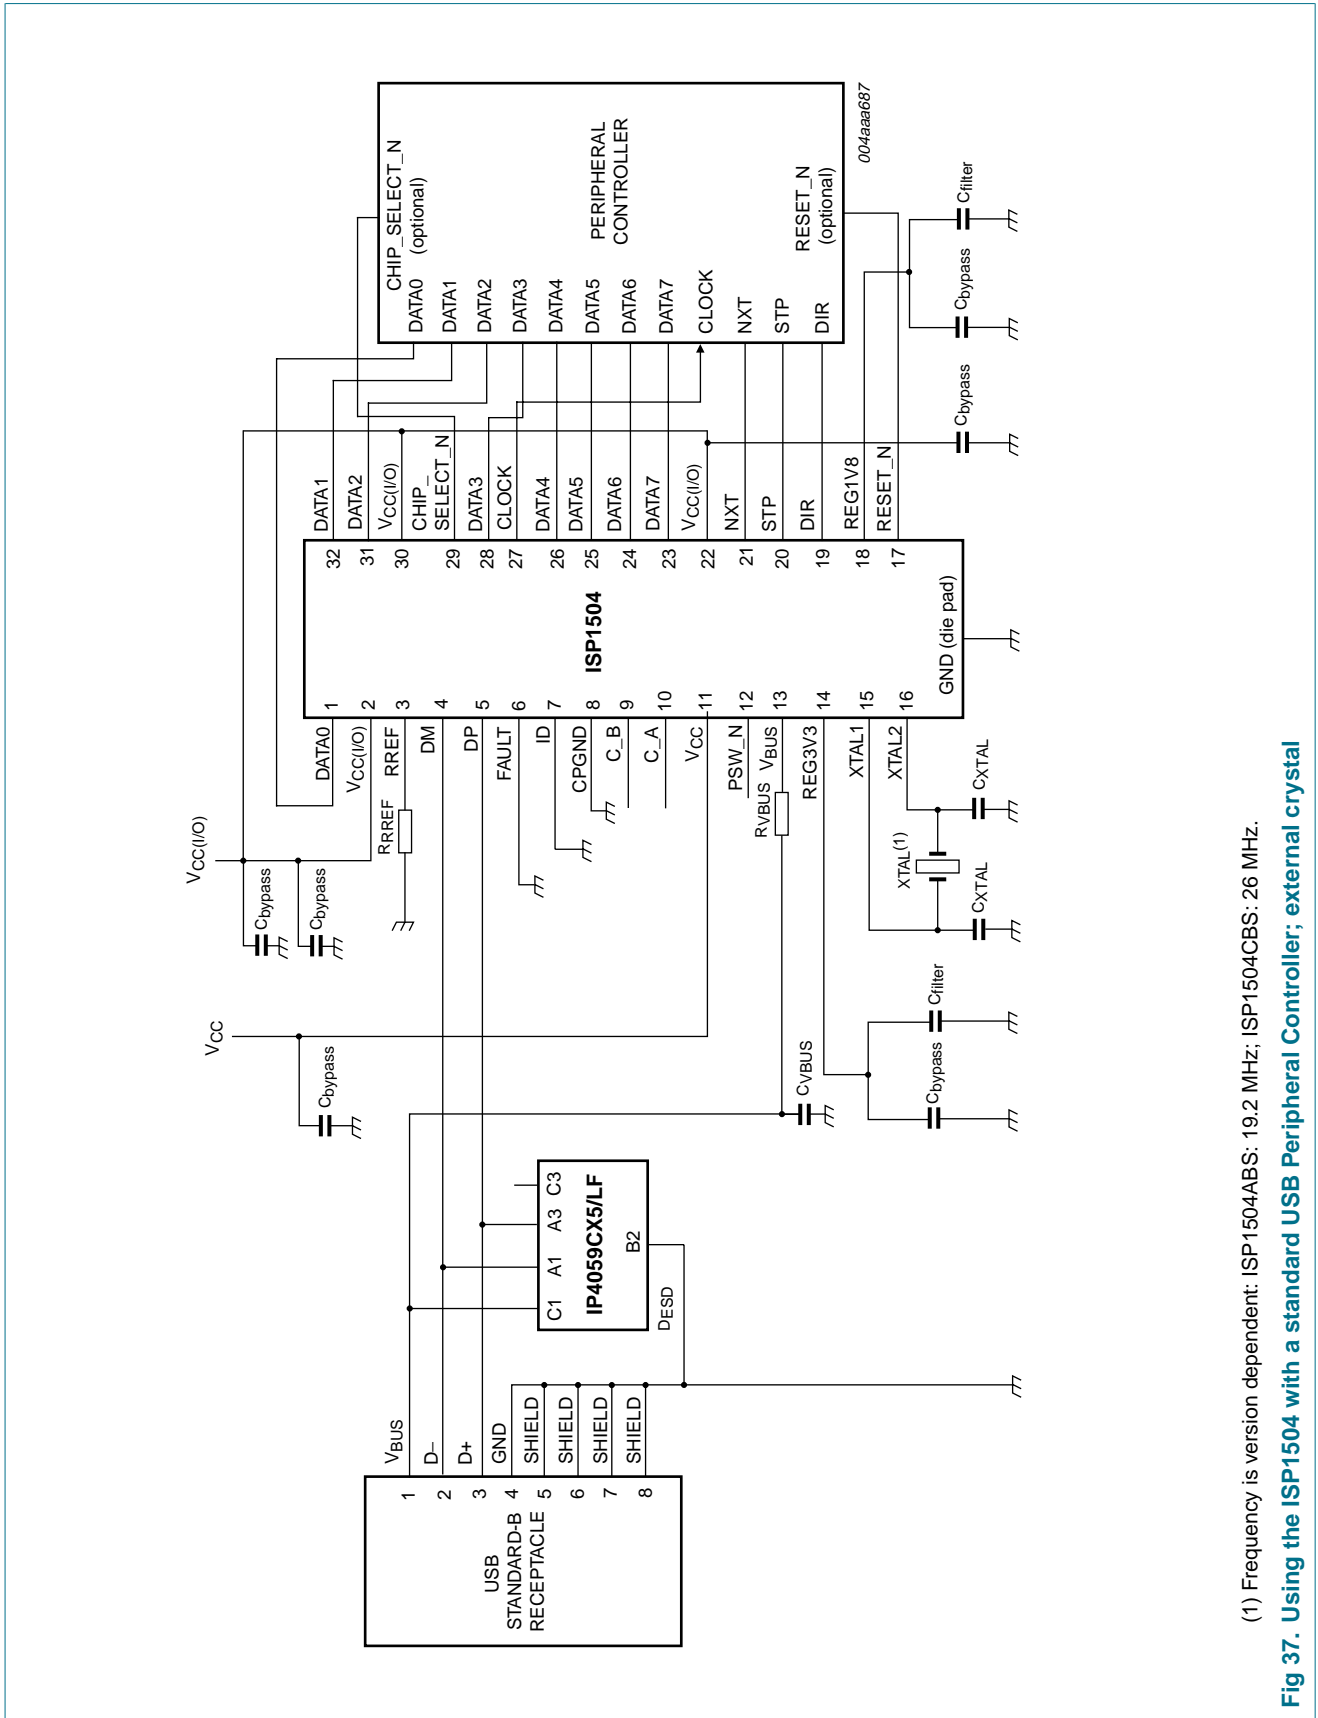 USB
STANDARD-B
RECEPTACLE
1
2
3
4
5
6
7
8
VBUS
D−
D+
GND
SHIELD
SHIELD
SHIELD
SHIELD
C1
A1
A3
C3
IP4059CX5/LF
B2
DESD
VCC
Cbypass
CVBUS
Cbypass
Cfilter
VCC(I/O)
Cbypass
Cbypass
RRREF
RVBUS
XTAL(1)
CXTAL
CXTAL
DATA0
VCC(I/O)
RREF
DM
DP
FAULT
ID
CPGND
C_B
C_A
VCC
PSW_N
VBUS
REG3V3
XTAL1
XTAL2
1
2
3
4
5
6
7
8
9
10
11
12
13
14
15
16
ISP1504
GND (die pad)
32
31
30
29
28
27
26
25
24
23
22
21
20
19
18
17
DATA1
DATA2
VCC(I/O)
CHIP_
SELECT_N
DATA3
CLOCK
DATA4
DATA5
DATA6
DATA7
VCC(I/O)
NXT
STP
DIR
REG1V8
RESET_N
Cbypass
Cbypass
Cfilter
CHIP_SELECT_N
(optional)
DATA0
DATA1
DATA2
DATA3
DATA4
DATA5
DATA6
DATA7
CLOCK
NXT
STP
DIR
PERIPHERAL
CONTROLLER
RESET_N
(optional)
004aaa687
(1) Frequency is version dependent: ISP1504ABS: 19.2 MHz; ISP1504CBS: 26 MHz.
Fig 37. Using the ISP1504 with a standard USB Peripheral Controller; external crystal